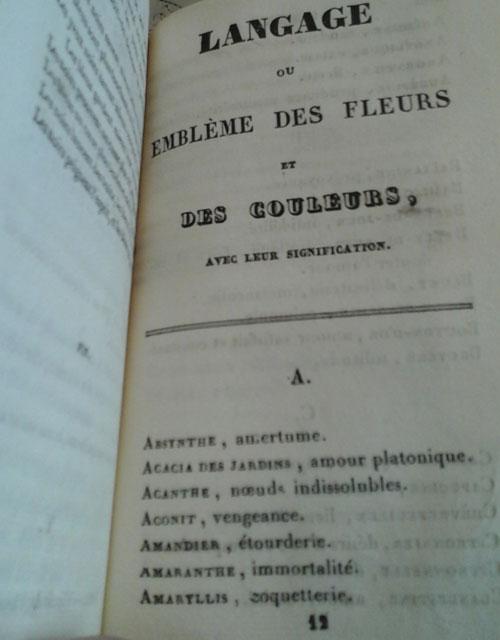 LANGAGE
OU
EMBLÈME DES FLEURS
ET
DES COULEURS,
AVEC LEUR SIGNIFICATION.
A.
ABSYNTHE, amertume.
ACACIA DES JARDINS, amour platonique.
ACANTHE, nœuds indissolubles.
ACONIT, vengeance.
AMANDIER, étourderie.
AMARANTHE, immortalité.
AMARYLLIS, coquetterie.
12